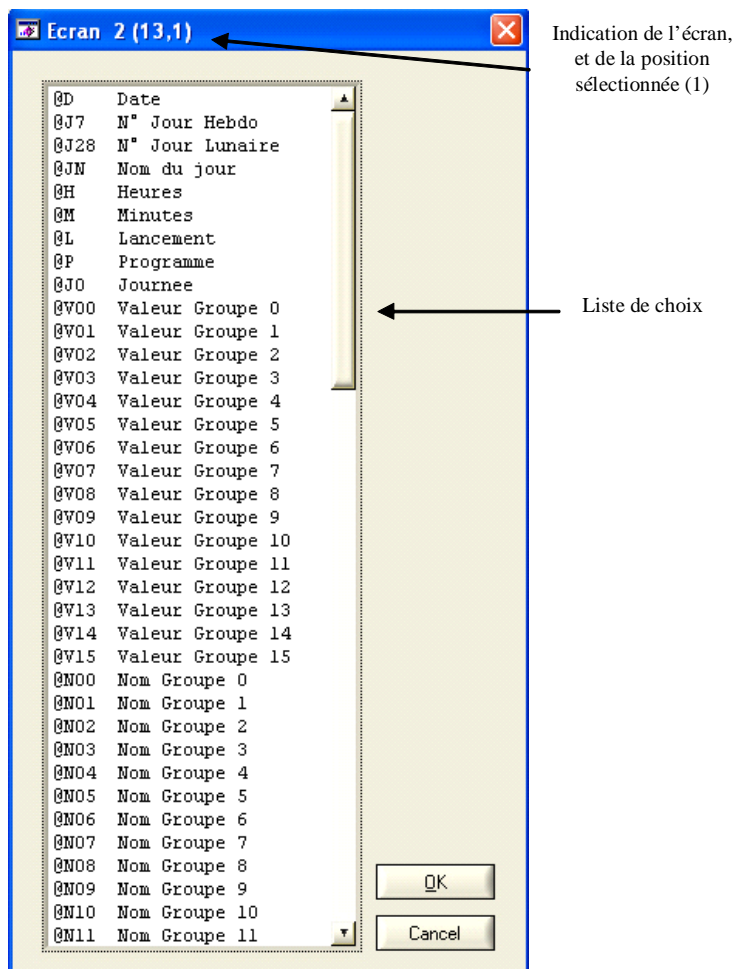 Ecran 2 (13,1)
Indication de l’écran,
et de la position
sélectionnée (1)
@D Date
@J7 N° Jour Hebdo
@J28 N° Jour Lunaire
@JN Nom du jour
@H Heures
@M Minutes
@L Lancement
@P Programme
@J0 Journee
@V00 Valeur Groupe 0
Liste de choix
@V01 Valeur Groupe 1
@V02 Valeur Groupe 2
@V03 Valeur Groupe 3
@V04 Valeur Groupe 4
@V05 Valeur Groupe 5
@V06 Valeur Groupe 6
@V07 Valeur Groupe 7
@V08 Valeur Groupe 8
@V09 Valeur Groupe 9
@V10 Valeur Groupe 10
@V11 Valeur Groupe 11
@V12 Valeur Groupe 12
@V13 Valeur Groupe 13
@V14 Valeur Groupe 14
@V15 Valeur Groupe 15
@N00 Nom Groupe 0
@N01 Nom Groupe 1
@N02 Nom Groupe 2
@N03 Nom Groupe 3
@N04 Nom Groupe 4
@N05 Nom Groupe 5
@N06 Nom Groupe 6
@N07 Nom Groupe 7
@N08 Nom Groupe 8
@N09 Nom Groupe 9
@N10 Nom Groupe 10
@N11 Nom Groupe 11
OK
Cancel